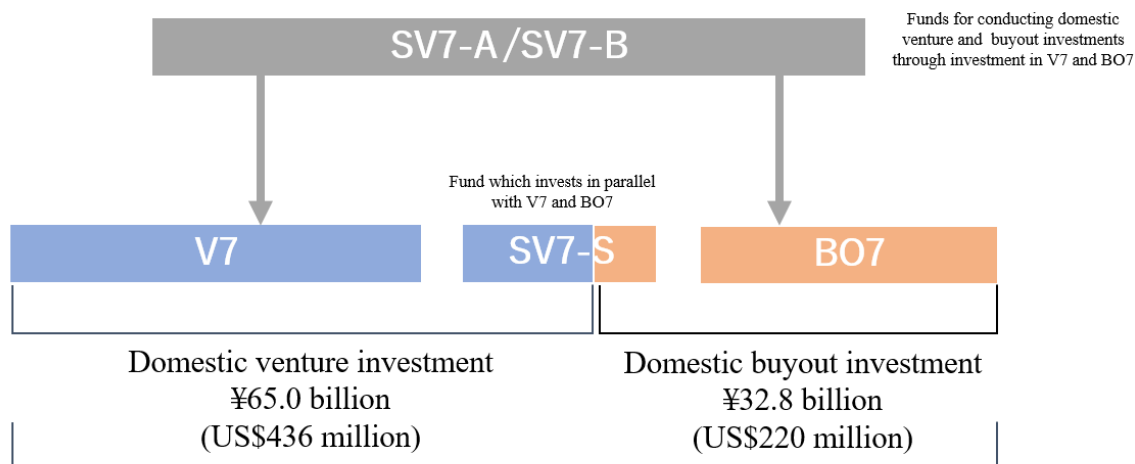 SV7-A/SV7-B
Funds for conducting domestic
venture and buyout investments
through investment in V7 and BO7
Fund which invests in parallel
with V7 and BO7
V7
SV7-S
BO7
Domestic venture investment
¥65.0 billion
(US$436 million)
Domestic buyout investment
¥32.8 billion
(US$220 million)